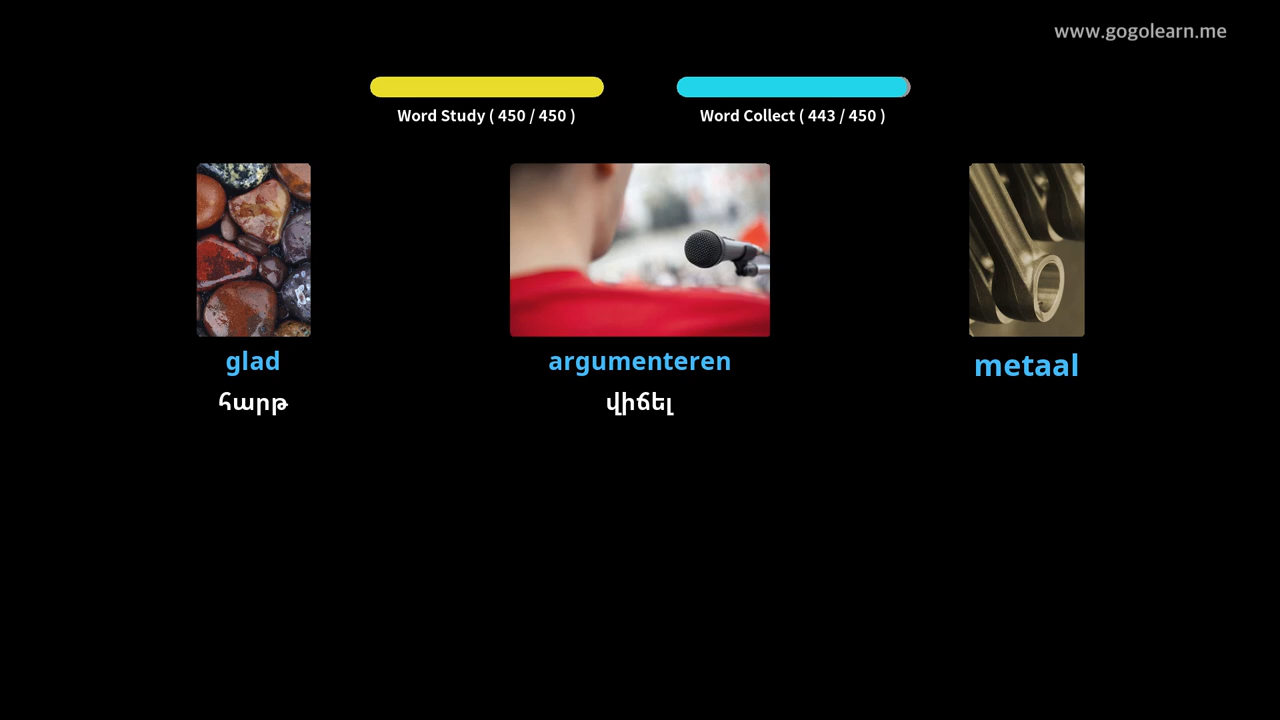 www.gogolearn.me
Word Study ( 450 / 450 )
Word Collect ( 443 / 450 )
glad
հարթ
argumenteren
վիճել
metaal